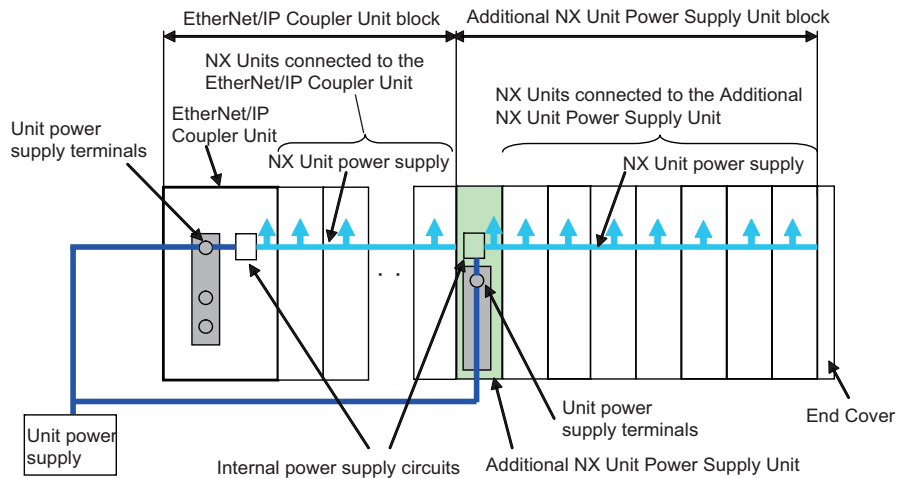 EtherNet/IP Coupler Unit block
Additional NX Unit Power Supply Unit block
NX Units connected to the
EtherNet/IP Coupler Unit
NX Units connected to the Additional
NX Unit Power Supply Unit
EtherNet/IP
Coupler Unit
Unit power
supply terminals
NX Unit power supply
NX Unit power supply
Unit power
supply
Internal power supply circuits
Unit power
supply terminals
Additional NX Unit Power Supply Unit
End Cover